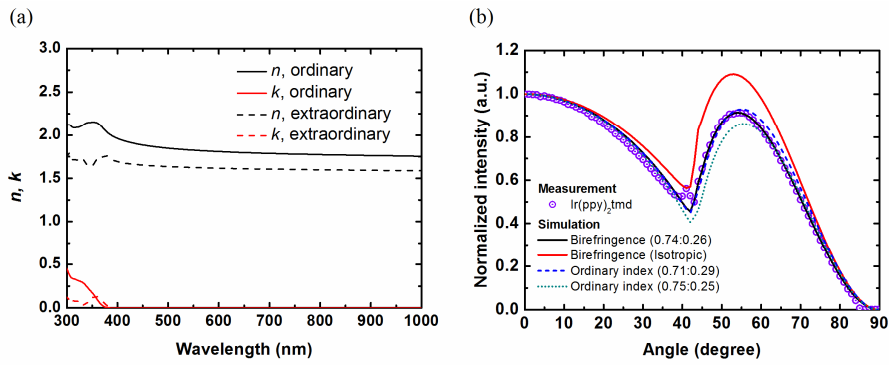 (a)
(b)
3.0
2.5
2.0
1.5
1.0
0.5
0.0
n, k
n, ordinary
k, ordinary
n, extraordinary
k, extraordinary
300 400 500 600 700 800 900 1000
Wavelength (nm)
1.2
1.0
0.8
0.6
0.4
0.2
0.0
Normalized intensity (a.u.)
Measurement
Ir(ppy)₂tmd
Simulation
Birefringence (0.74:0.26)
Birefringence (Isotropic)
Ordinary index (0.71:0.29)
Ordinary index (0.75:0.25)
0 10 20 30 40 50 60 70 80 90
Angle (degree)